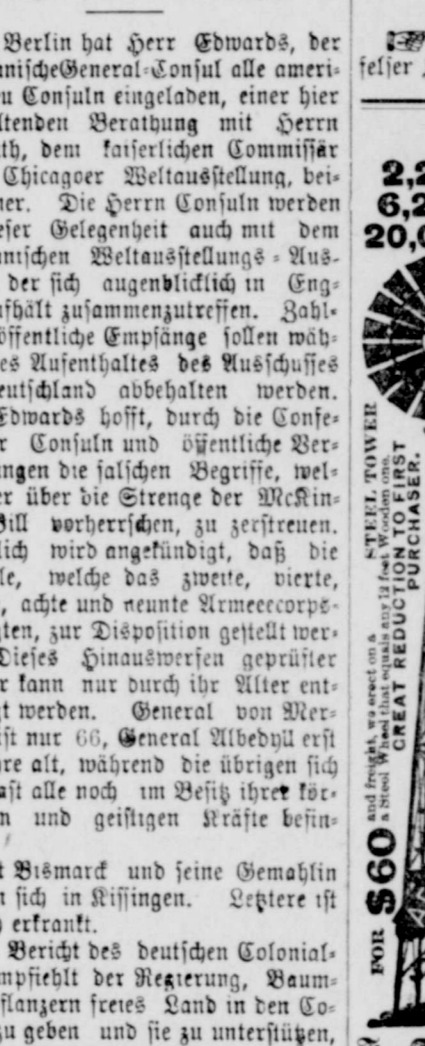 Berlin hat Herr Edwards, der
nischeGeneral-Consul alle ameri-
u Consuln eingeladen, einer hier
ltenden Berathung mit Herrn
th, dem kaiserlichen Commissär
Chicagoer Weltausstellung, bei-
ner. Die Herrn Consuln werden
eser Gelegenheit auch mit dem
nischen Weltausstellungs-Aus-
der sich augenblicklich in Eng-
ufhält zusammenzutreffen. Zahl-
öffentliche Empfänge sollen wäh-
es Aufenthaltes des Ausschusses
eutschland abbehalten werden.
Edwards hofft, durch die Confe-
r Consuln und öffentliche Ver-
ungen die falschen Begriffe, wel-
er über die Strenge der McKin-
Bill vorherrschen, zu zerstreuen.
lich wird angekündigt, daß die
le, welche das zweite, vierte,
, achte und neunte Armeeecorps-
gten, zur Disposition gestellt wer-
Dieses Hinauswerfen geprüfter
r kann nur durch ihr Alter ent-
gt werden. General von Mer-
ist nur 66, General Albedyll erst
re alt, während die übrigen sich
ast alle noch im Besitz ihrer kör-
n und geistigen Kräfte befin-
t Bismarck und seine Gemahlin
n sich in Kissingen. Letztere ist
) erkrankt.
Bericht des deutschen Colonial-
mpfiehlt der Regierung, Baum-
flanzern freies Land in den Co-
zu geben und sie zu unterstützen,
felser
2,2
6,2
20,0
STEEL TOWER
and freight, we erect on a
a Steel Wheel that equals any 12 feet Wooden one.
GREAT REDUCTION TO FIRST
PURCHASER.
FOR $60